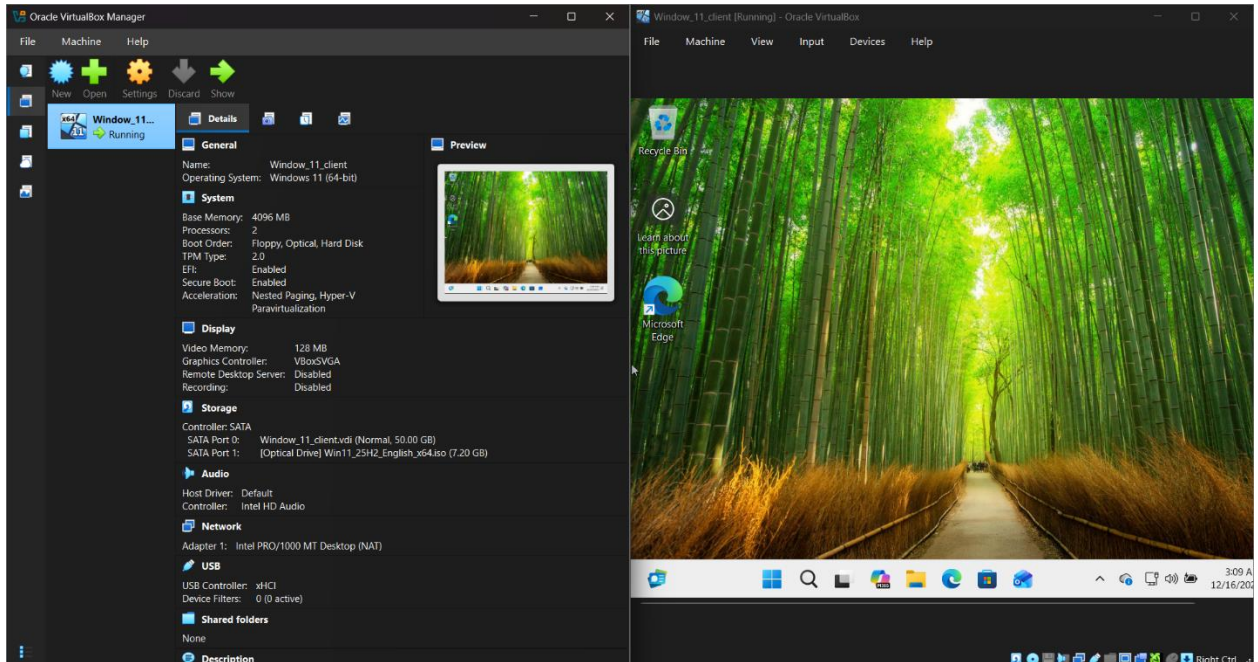 Oracle VirtualBox Manager
File Machine Help
New Open Settings Discard Show
Window_11...
Running
Details
General
Name: Window_11_client
Operating System: Windows 11 (64-bit)
System
Base Memory: 4096 MB
Processors: 2
Boot Order: Floppy, Optical, Hard Disk
TPM Type: 2.0
EFI: Enabled
Secure Boot: Enabled
Acceleration: Nested Paging, Hyper-V
Paravirtualization
Display
Video Memory: 128 MB
Graphics Controller: VBoxSVGA
Remote Desktop Server: Disabled
Recording: Disabled
Storage
Controller: SATA
SATA Port 0: Window_11_client.vdi (Normal, 50.00 GB)
SATA Port 1: [Optical Drive] Win11_25H2_English_x64.iso (7.20 GB)
Audio
Host Driver: Default
Controller: Intel HD Audio
Network
Adapter 1: Intel PRO/1000 MT Desktop (NAT)
USB
USB Controller: xHCI
Device Filters: 0 (0 active)
Shared folders
None
Description
Preview
Window_11_client [Running] - Oracle VirtualBox
File Machine View Input Devices Help
Recycle Bin
Learn about
this picture
Microsoft
Edge
3:09 A
12/16/202
Right Ctrl